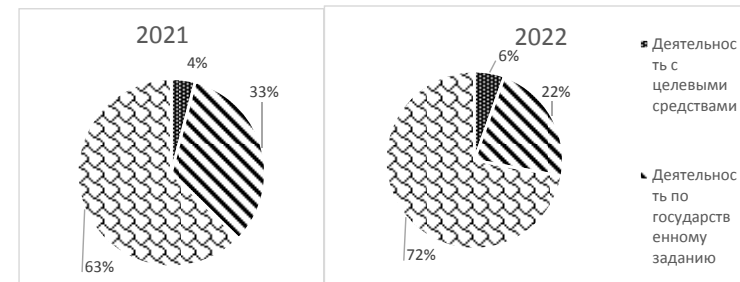 2021
4%
33%
63%
2022
6%
22%
72%
Деятельнос
ть с
целевыми
средствами
Деятельнос
ть по
государств
енному
заданию